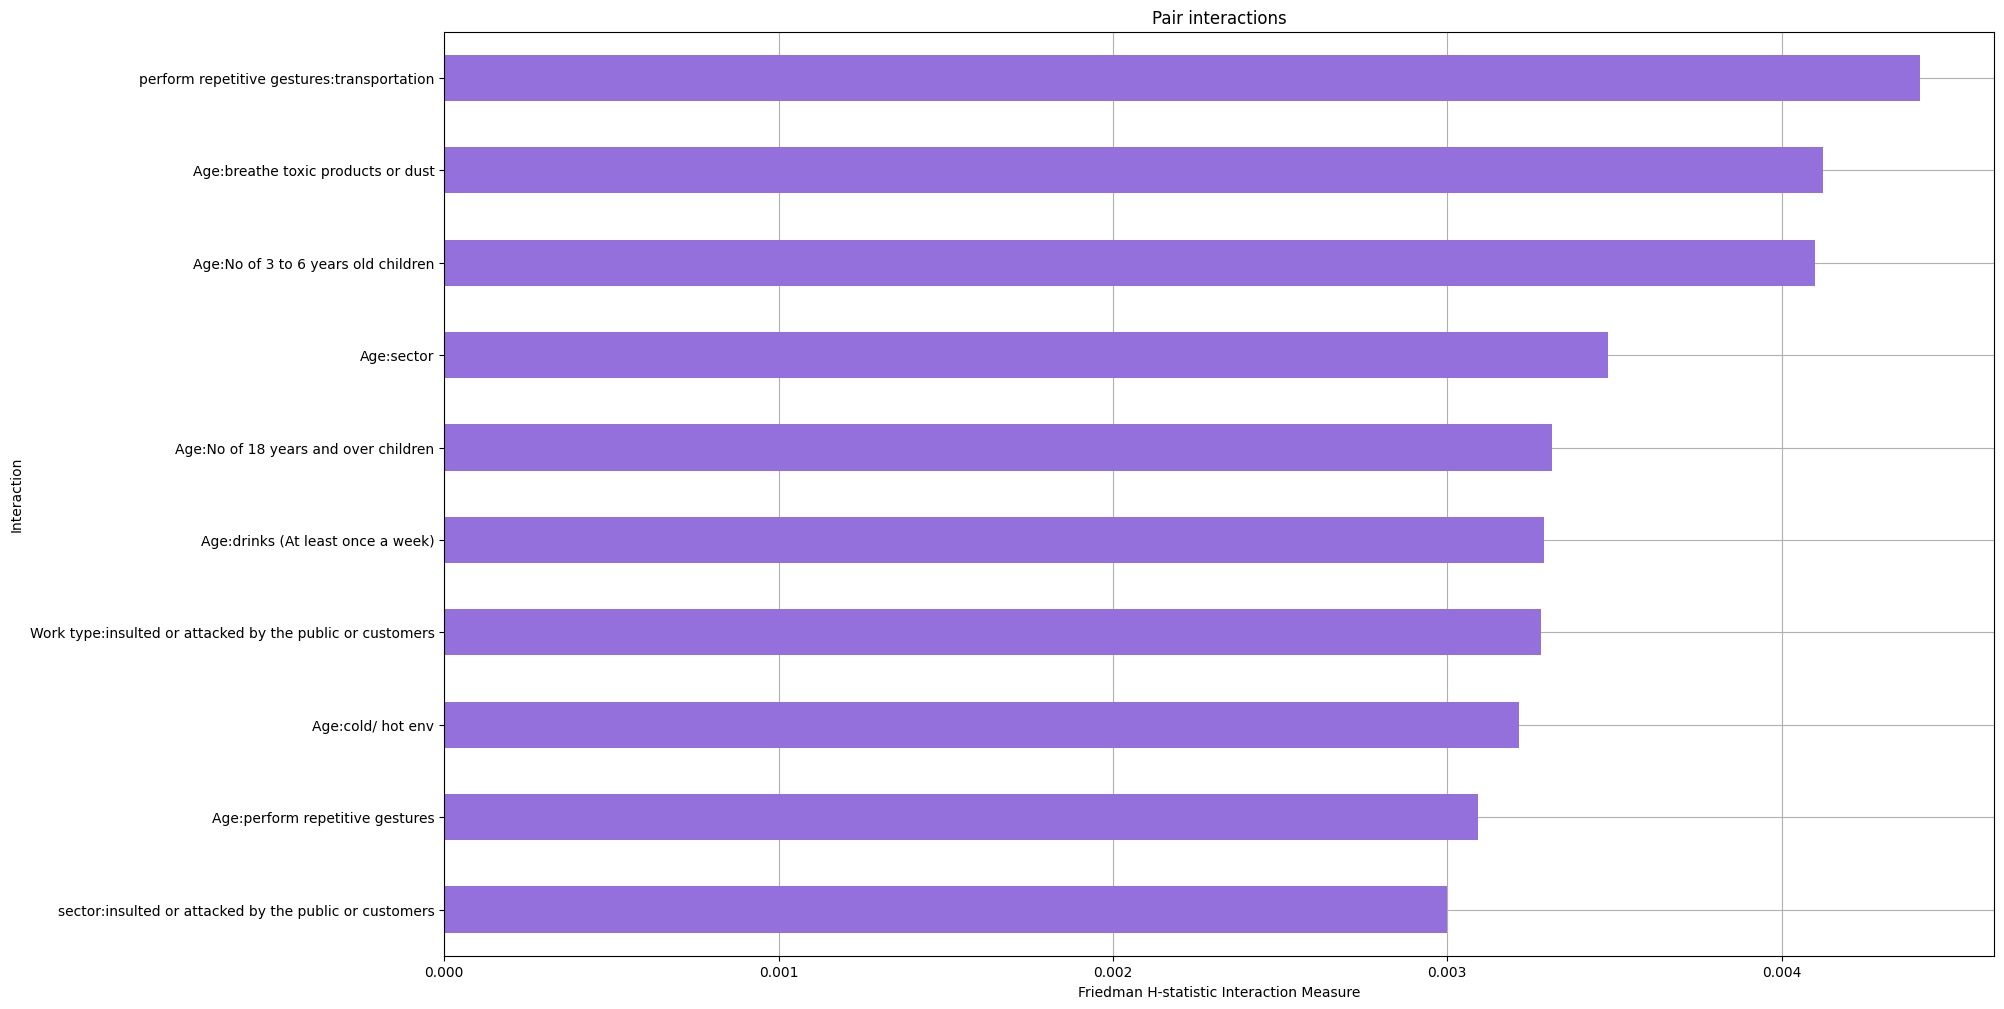 Pair interactions
perform repetitive gestures:transportation
Age:breathe toxic products or dust
Age:No of 3 to 6 years old children
Age:sector
Age:No of 18 years and over children
Age:drinks (At least once a week)
Work type:insulted or attacked by the public or customers
Age:cold/ hot env
Age:perform repetitive gestures
sector:insulted or attacked by the public or customers
Interaction
0.000 0.001 0.002 0.003 0.004
Friedman H-statistic Interaction Measure